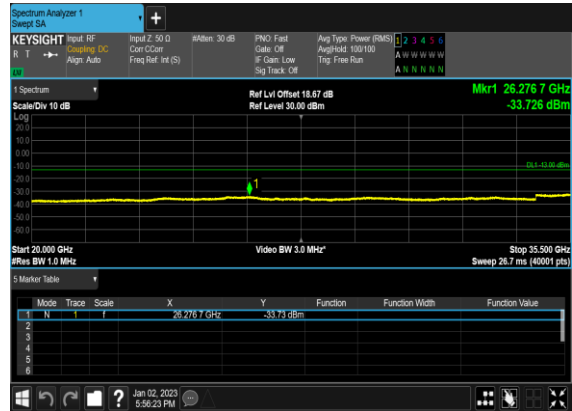 Spectrum Analyzer 1
Swept SA
+
KEYSIGHT Input: RF Input Z: 50 Ω #Atten: 30 dB PNO: Fast Avg Type: Power (RMS) 1 2 3 4 5 6
R T Coupling: DC Corr CCorr Gate: Off Avg|Hold: 100/100 A W W W W W
Align: Auto Freq Ref: Int (S) IF Gain: Low Trig: Free Run
Sig Track: Off A N N N N N
1 Spectrum Ref Lvl Offset 18.67 dB Mkr1 26.276 7 GHz
Scale/Div 10 dB Ref Level 30.00 dBm -33.726 dBm
Log
20.0
10.0
0.00
-10.0
DL1 -13.00 dBm
-20.0
-30.0
1
-40.0
-50.0
-60.0
Start 20.000 GHz Video BW 3.0 MHz* Stop 35.500 GHz
#Res BW 1.0 MHz Sweep 26.7 ms (40001 pts)
5 Marker Table
Mode Trace Scale X Y Function Function Width Function Value
1 N 1 f 26.276 7 GHz -33.73 dBm
2
3
4
5
6
? Jan 02, 2023
5:56:23 PM